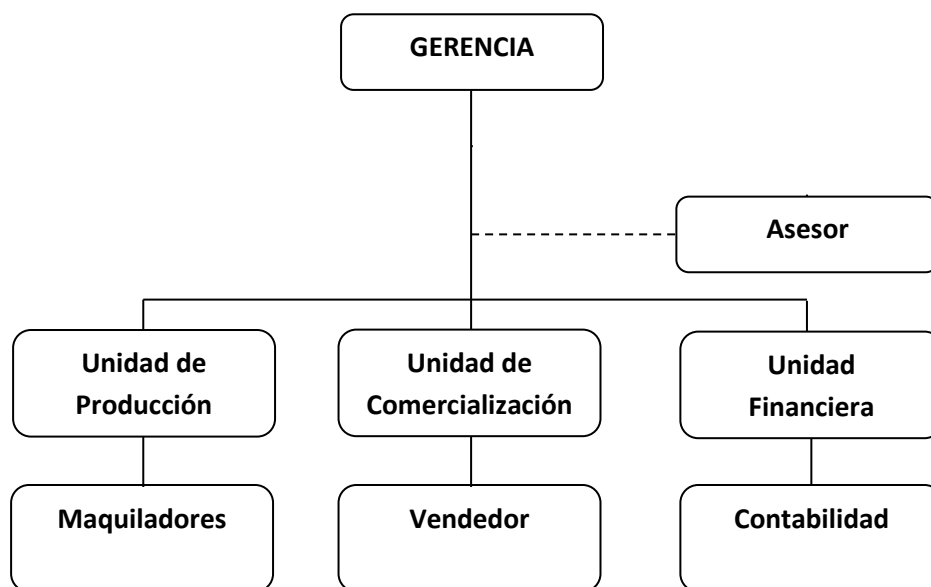 GERENCIA
Asesor
Unidad de
Producción
Unidad de
Comercialización
Unidad
Financiera
Maquiladores
Vendedor
Contabilidad